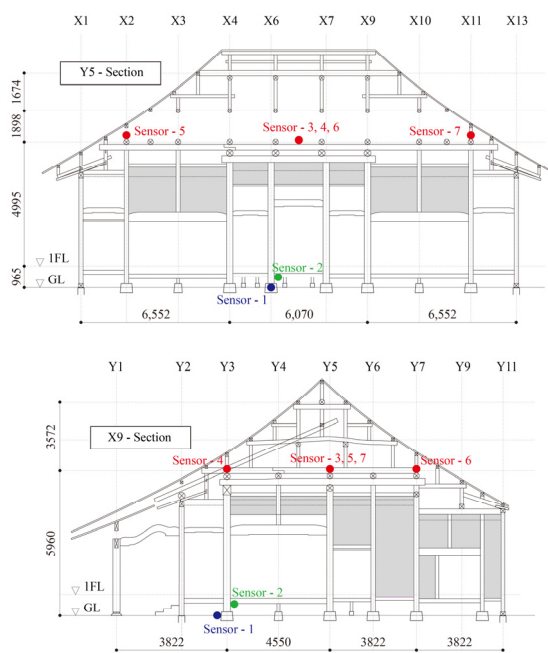 X1 X2 X3 X4 X6 X7 X9 X10 X11 X13
Y5 - Section
1674
1898
4995
965
Sensor - 5
Sensor - 3, 4, 6
Sensor - 7
1FL
GL
Sensor - 2
Sensor - 1
6,552 6,070 6,552
Y1 Y2 Y3 Y4 Y5 Y6 Y7 Y9 Y11
X9 - Section
3572
5960
Sensor - 4
Sensor - 3, 5, 7
Sensor - 6
1FL
GL
Sensor - 2
Sensor - 1
3822 4550 3822 3822